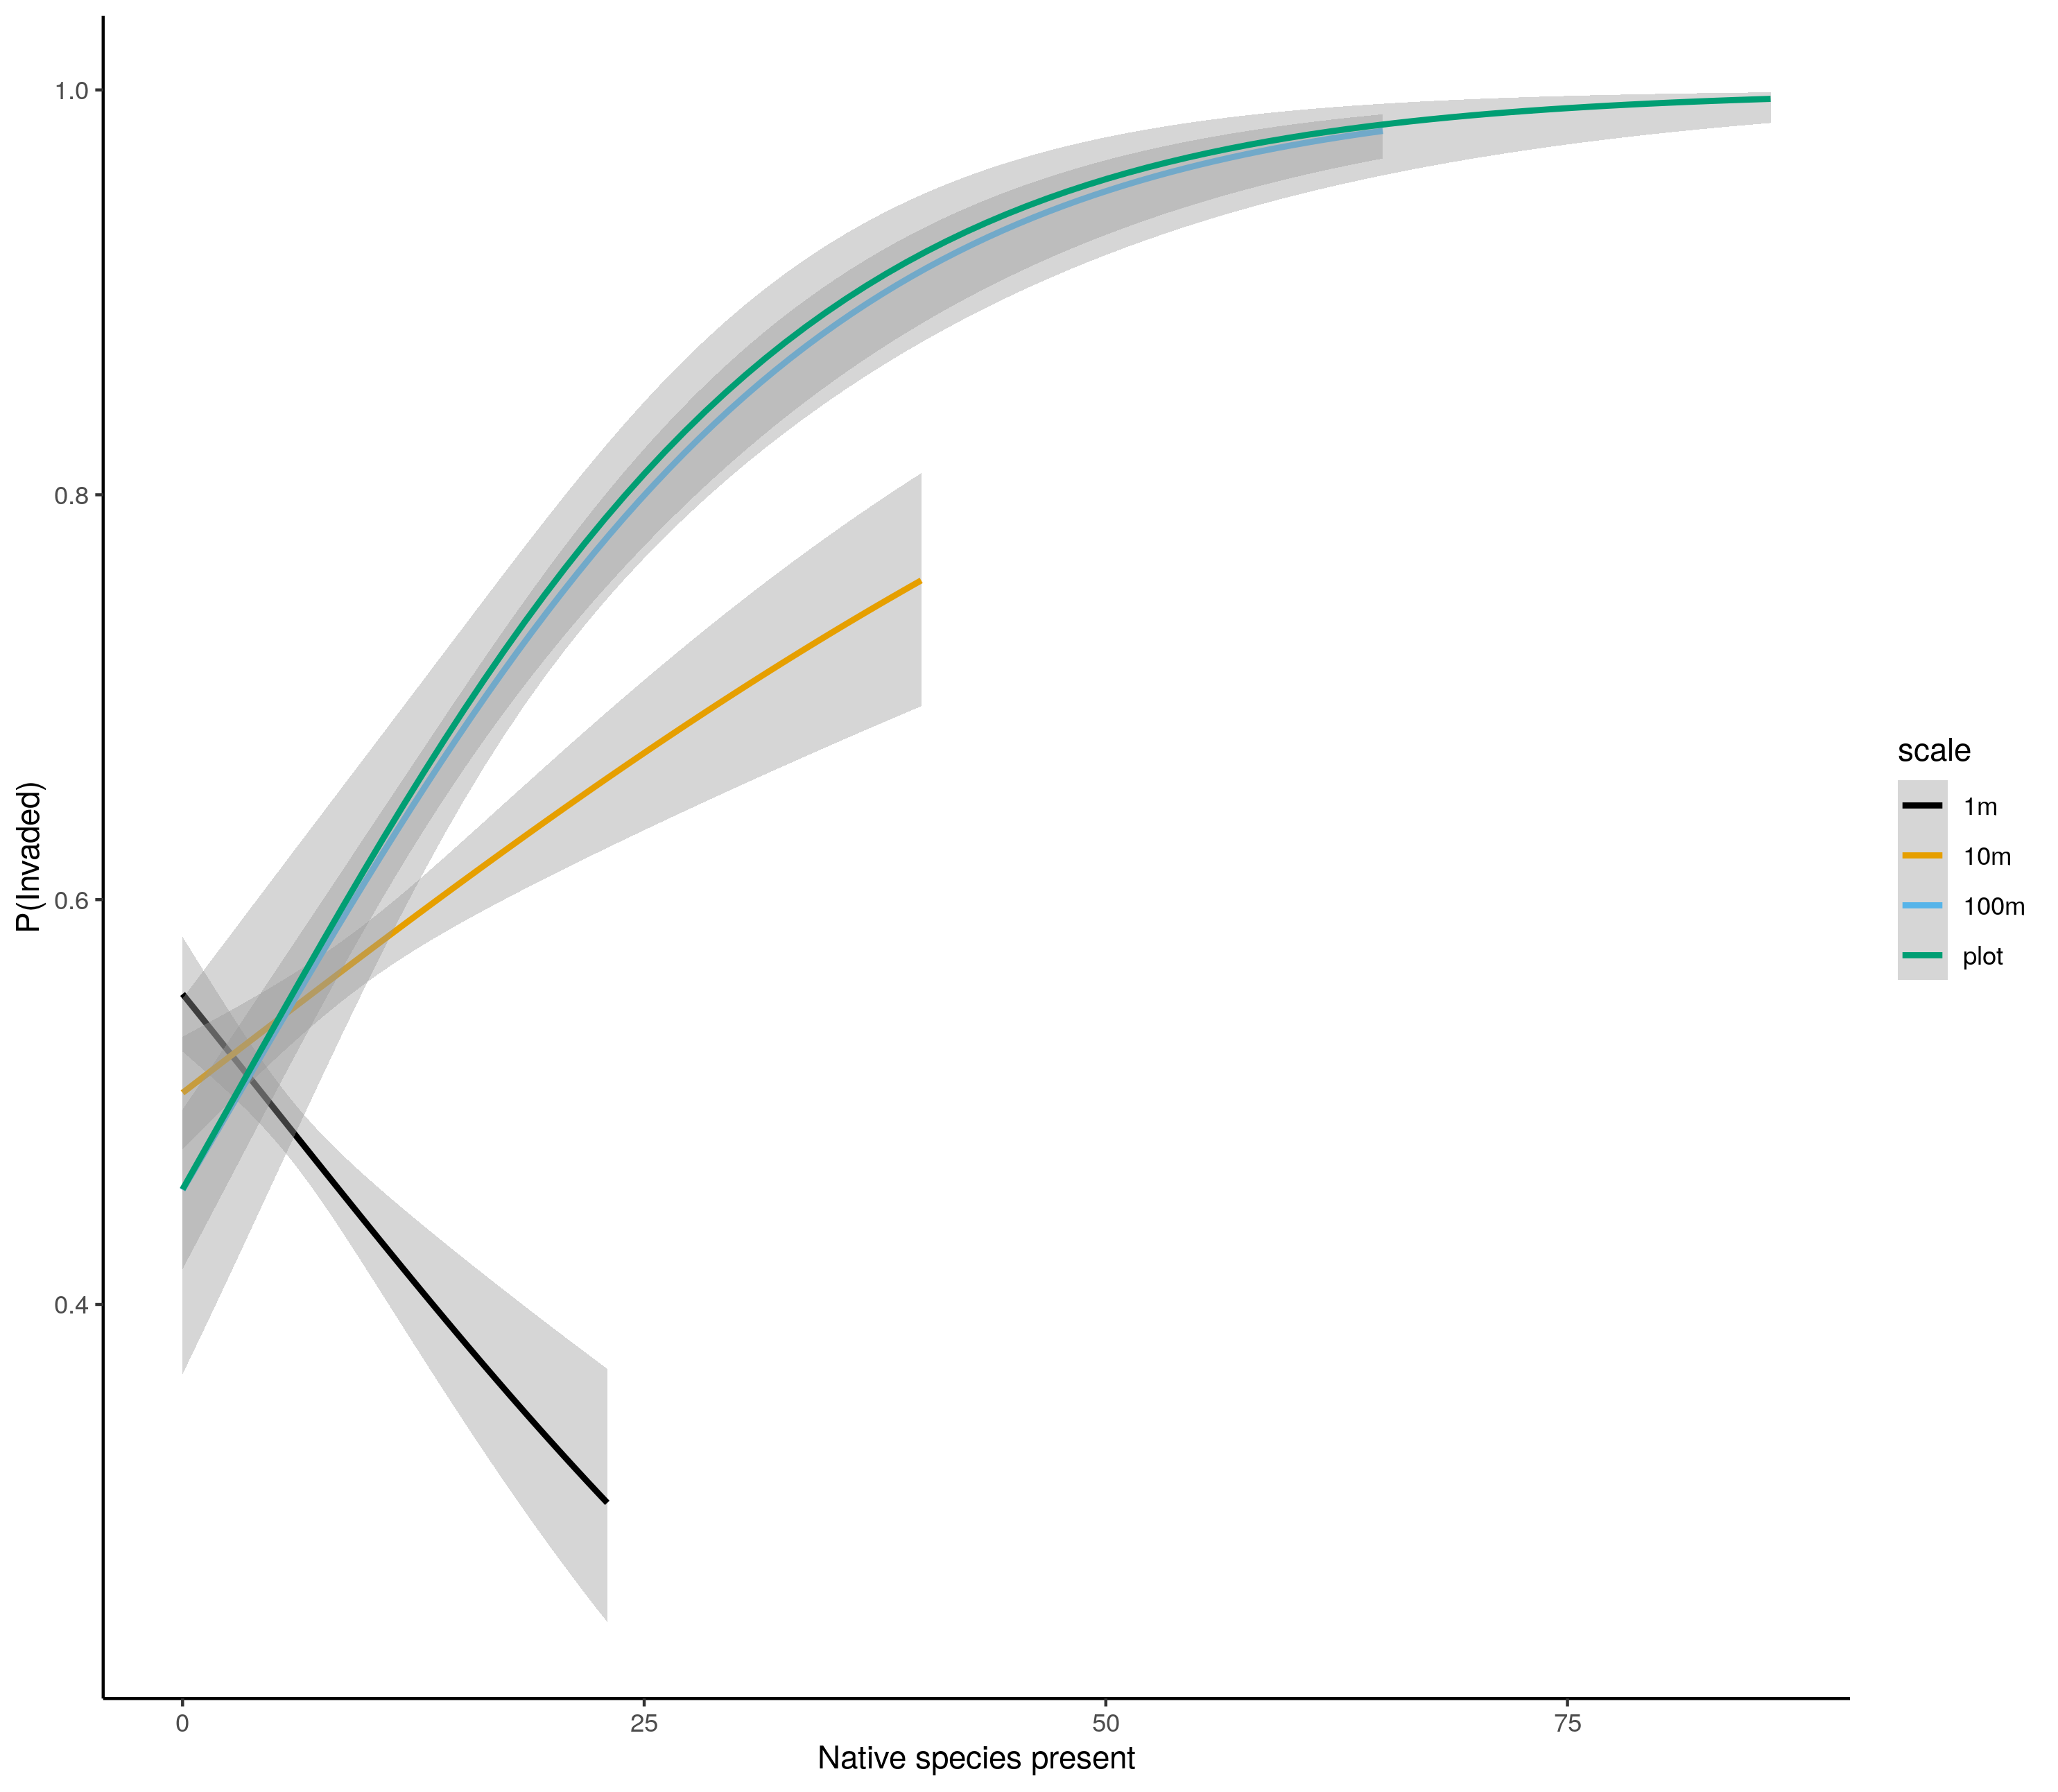 1.0
0.8
0.6
0.4
P(Invaded)
0
25
50
75
Native species present
scale
1m
10m
100m
plot